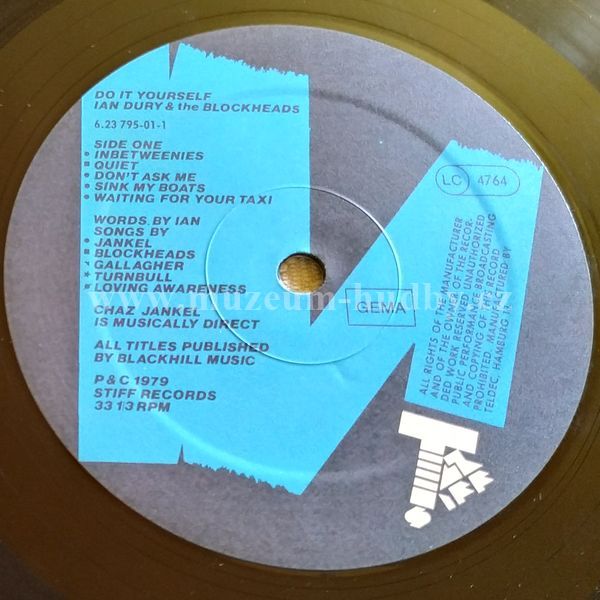 DO IT YOURSELF
IAN DURY & the BLOCKHEADS
6.23 795-01-1
SIDE ONE
INBETWEENIES
QUIET
DON'T ASK ME
SINK MY BOATS
WAITING FOR YOUR TAXI
WORDS BY IAN
SONGS BY
JANKEL
BLOCKHEADS
GALLAGHER
TURNBULL
LOVING AWARENESS
CHAZ JANKEL
IS MUSICALLY DIRECT
ALL TITLES PUBLISHED
BY BLACKHILL MUSIC
P & C 1979
STIFF RECORDS
33 1/3 RPM
LC 4764
GEMA
ALL RIGHTS OF THE MANUFACTURER
AND OF THE OWNER OF THE RECOR-
DED WORK RESERVED UNAUTHORIZED
PUBLIC PERFORMANCE BROADCASTING
AND COPYING OF THIS RECORD
PROHIBITED. MANUFACTURED BY
TELDEC, HAMBURG
STIFF
www.muzeum-hudby.cz